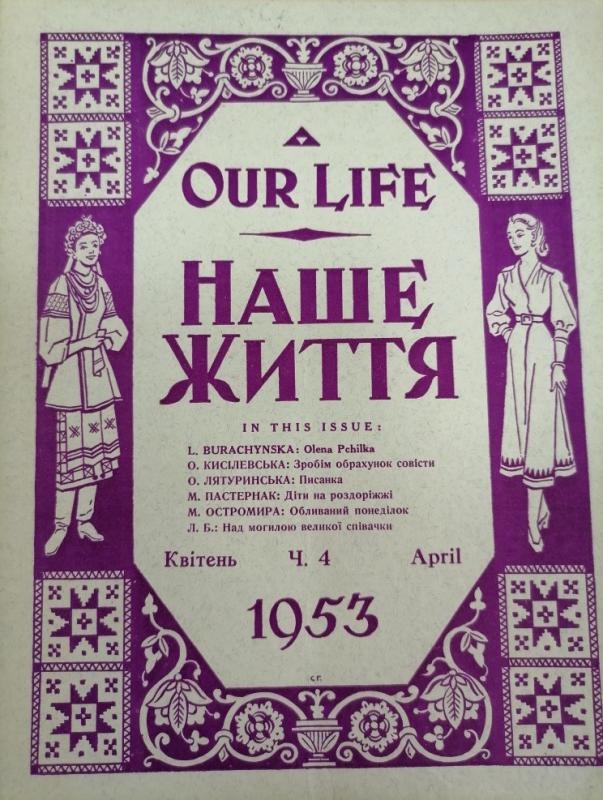 OUR LIFE
НАШЕ
ЖИТТЯ
IN THIS ISSUE:
L. BURACHYNSKA: Olena Pchilka
О. КИСІЛЕВСЬКА: Зробім обрахунок совісти
О. ЛЯТУРИНСЬКА: Писанка
М. ПАСТЕРНАК: Діти на роздоріжжі
М. ОСТРОМИРА: Обливаний понеділок
Л. Б.: Над могилою великої співачки
Квітень Ч. 4 April
1953
С.Г.